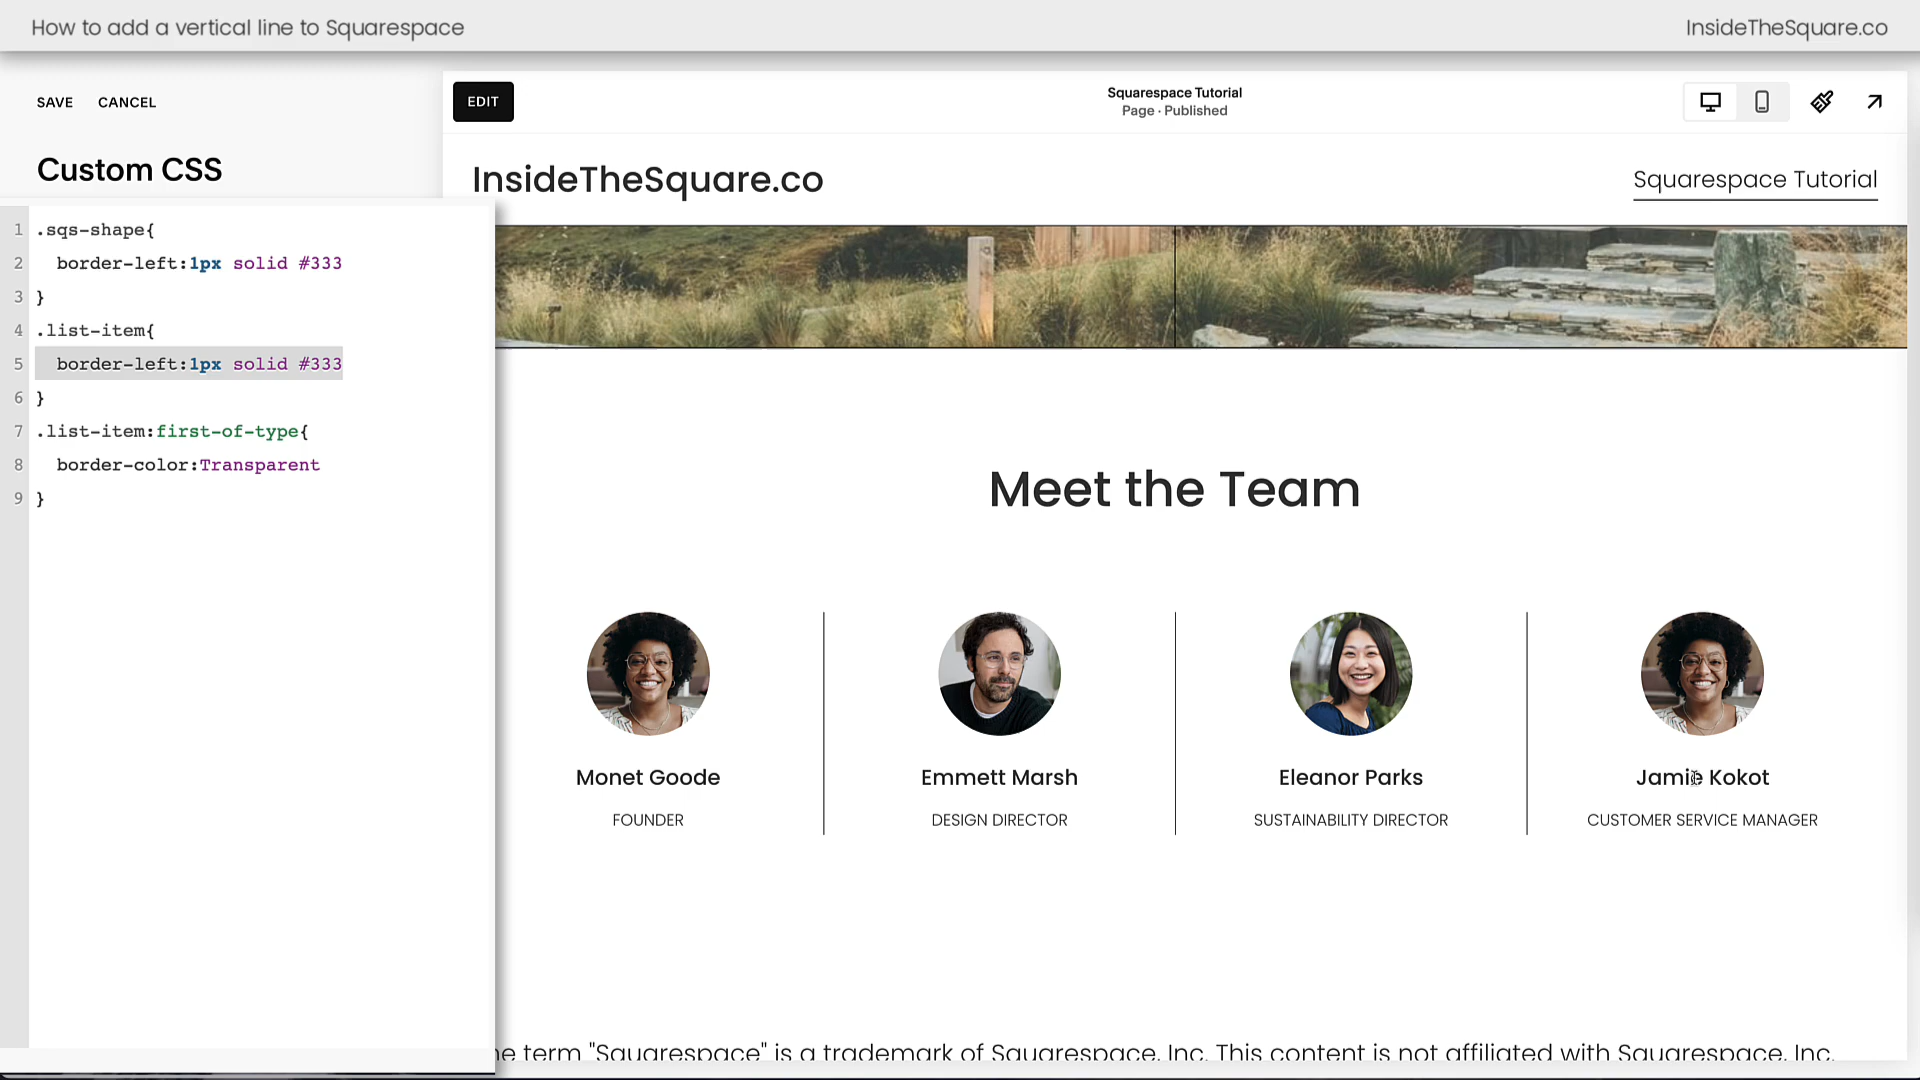 How to add a vertical line to Squarespace
InsideTheSquare.co
SAVE CANCEL
EDIT
Squarespace Tutorial
Page · Published
Custom CSS
InsideTheSquare.co
Squarespace Tutorial
1 .sqs-shape{
2 border-left:1px solid #333
3 }
4 .list-item{
5 border-left:1px solid #333
6 }
7 .list-item:first-of-type{
8 border-color:Transparent
9 }
Meet the Team
Monet Goode
FOUNDER
Emmett Marsh
DESIGN DIRECTOR
Eleanor Parks
SUSTAINABILITY DIRECTOR
Jamie Kokot
CUSTOMER SERVICE MANAGER
he term "Squarespace" is a trademark of Squarespace, Inc. This content is not affiliated with Squarespace, Inc.